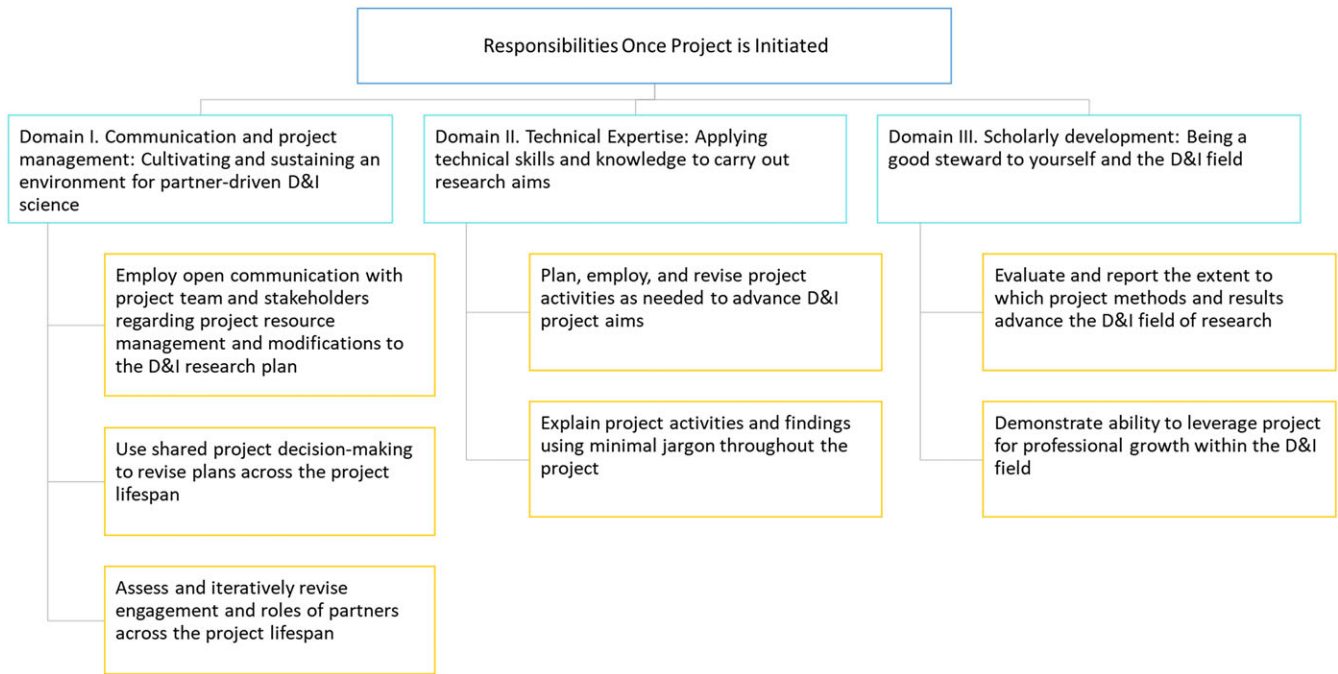 Responsibilities Once Project is Initiated
Domain I. Communication and project
management: Cultivating and sustaining an
environment for partner-driven D&I
science
Employ open communication with
project team and stakeholders
regarding project resource
management and modifications to
the D&I research plan
Use shared project decision-making
to revise plans across the project
lifespan
Assess and iteratively revise
engagement and roles of partners
across the project lifespan
Domain II. Technical Expertise: Applying
technical skills and knowledge to carry out
research aims
Plan, employ, and revise project
activities as needed to advance D&I
project aims
Explain project activities and findings
using minimal jargon throughout the
project
Domain III. Scholarly development: Being a
good steward to yourself and the D&I field
Evaluate and report the extent to
which project methods and results
advance the D&I field of research
Demonstrate ability to leverage project
for professional growth within the D&I
field